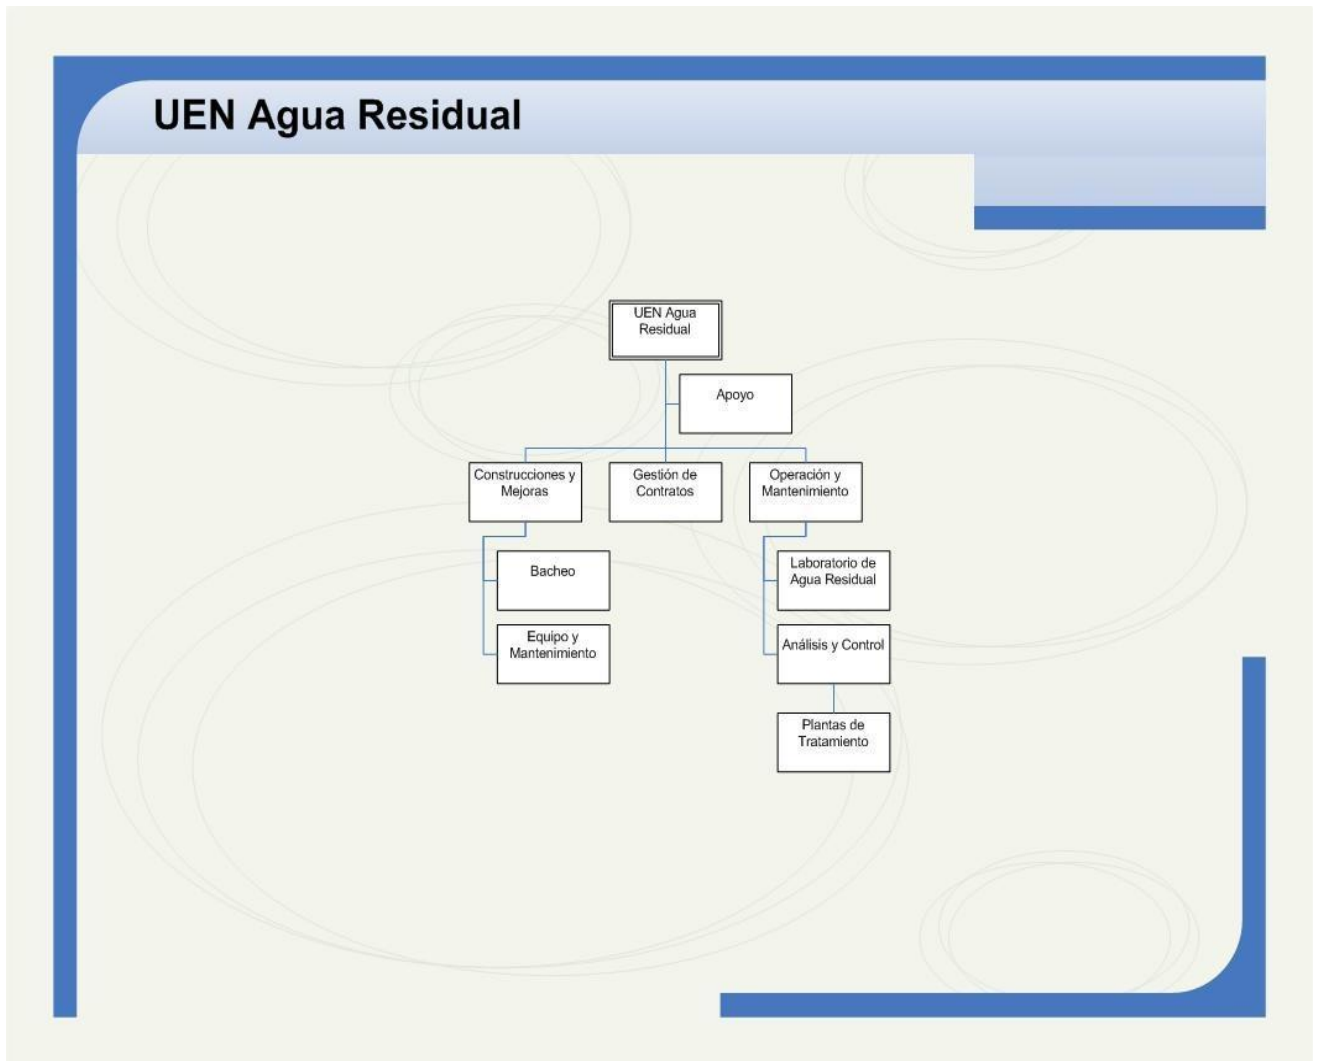 UEN Agua Residual
UEN Agua
Residual
Apoyo
Construcciones y
Mejoras
Gestión de
Contratos
Operación y
Mantenimiento
Bacheo
Laboratorio de
Agua Residual
Equipo y
Mantenimiento
Análisis y Control
Plantas de
Tratamiento